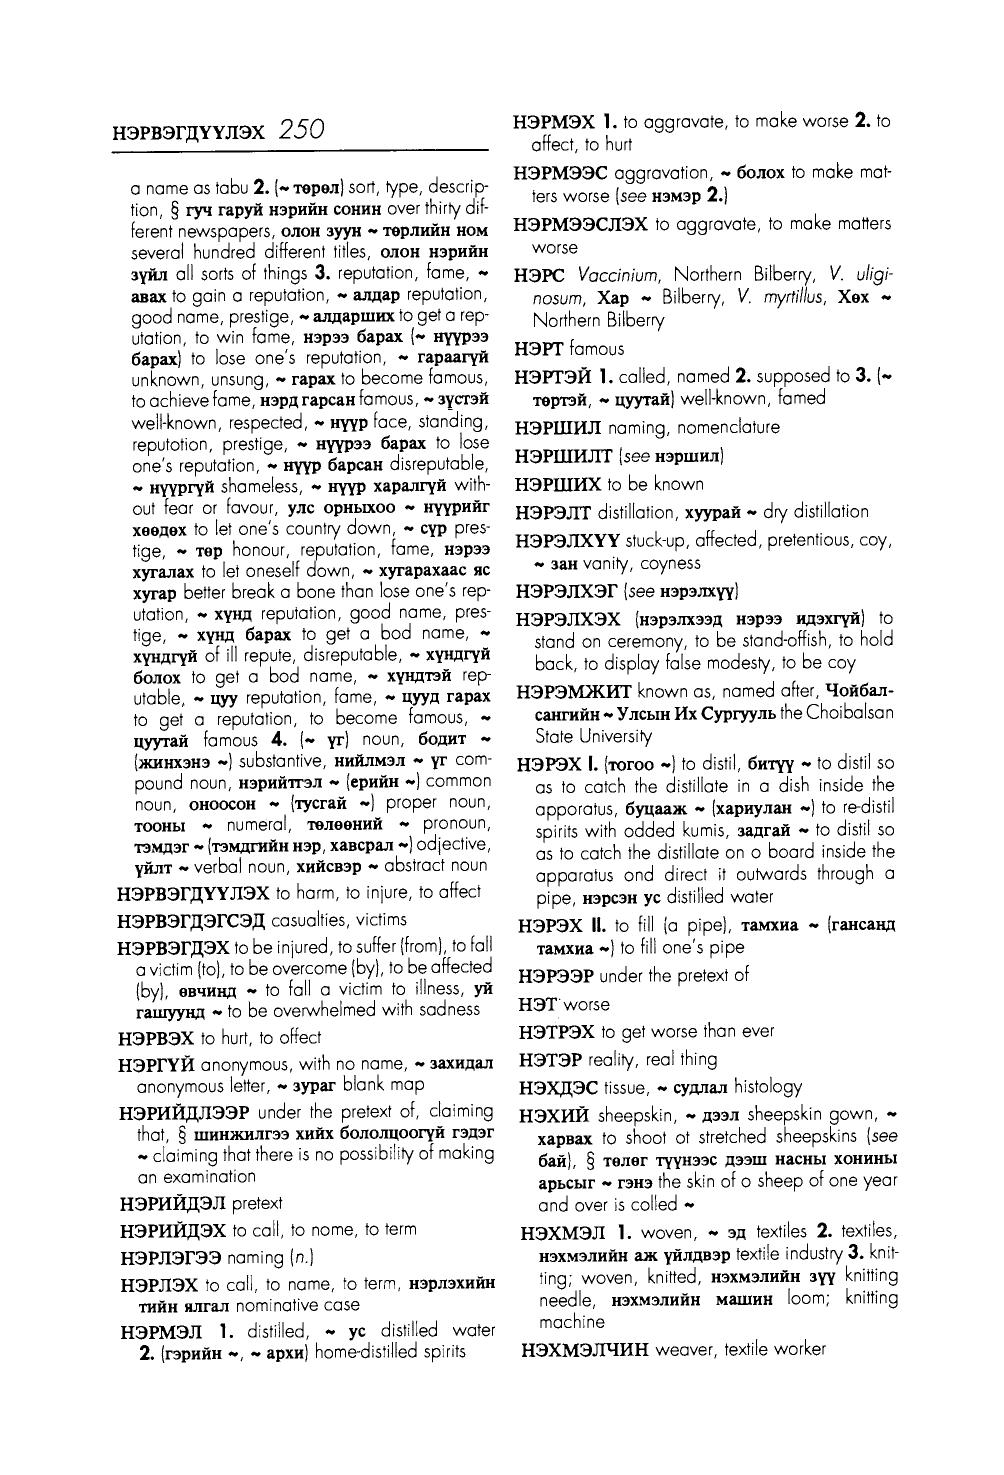 НЭРВЭГДҮҮЛЭХ 250
a name as tabu 2. (~ төрөл) sort, type, descrip-
tion, § гуч гаруй нэрийн сонин over thirty dif-
ferent newspapers, олон зуун ~ төрлийн ном
several hundred different titles, олон нэрийн
зүйл all sorts of things 3. reputation, fame, ~
авах to gain a reputation, ~ алдар reputation,
good name, prestige, ~ алдарших to get a rep-
utation, to win fame, нэрээ барах (~ нүүрээ
барах) to lose one's reputation, ~ гараагүй
unknown, unsung, ~ гарах to become famous,
to achieve fame, нэрд гарсан famous, ~ зүстэй
well-known, respected, ~ нүүр face, standing,
reputotion, prestige, ~ нүүрээ барах to lose
one's reputation, ~ нүүр барсан disreputable,
~ нүүргүй shameless, ~ нүүр харалгүй with-
out fear or favour, улс орныхоо ~ нүүрийг
хөөдөх to let one's country down, ~ сүр pres-
tige, ~ төр honour, reputation, fame, нэрээ
хугалах to let oneself down, ~ хугарахаас яс
хугар better break a bone than lose one's rep-
utation, ~ хүнд reputation, good name, pres-
tige, ~ хүнд барах to get a bod name, ~
хүндгүй of ill repute, disreputable, ~ хүндгүй
болох to get a bod name, ~ хүндтэй rep-
utable, ~ цуу reputation, fame, ~ цууд гарах
to get a reputation, to become famous, ~
цуутай famous 4. (~ үг) noun, бодит ~
(жинхэнэ ~) substantive, нийлмэл ~ үг com-
pound noun, нэрийтгэл ~ (ерийн ~) common
noun, оноосон ~ (тусгай ~) proper noun,
тооны ~ numeral, төлөөний ~ pronoun,
тэмдэг ~ (тэмдгийн нэр, хавсрал ~) odjective,
үйлт ~ verbal noun, хийсвэр ~ abstract noun
НЭРВЭГДҮҮЛЭХ to harm, to injure, to affect
НЭРВЭГДЭГСЭД casualties, victims
НЭРВЭГДЭХ to be injured, to suffer (from), to fall
a victim (to), to be overcome (by), to be affected
(by), өвчинд ~ to fall a victim to illness, уй
гашуунд ~ to be overwhelmed with sadness
НЭРВЭХ to hurt, to offect
НЭРГҮЙ anonymous, with no name, ~ захидал
anonymous letter, ~ зураг blank map
НЭРИЙДЛЭЭР under the pretext of, claiming
that, § шинжилгээ хийх бололцоогүй гэдэг
~ claiming that there is no possibility of making
an examination
НЭРИЙДЭЛ pretext
НЭРИЙДЭХ to call, to nome, to term
НЭРЛЭГЭЭ naming (n.)
НЭРЛЭХ to call, to name, to term, нэрлэхийн
тийн ялгал nominative case
НЭРМЭЛ 1. distilled, ~ ус distilled water
2. (гэрийн ~, ~ архи) home-distilled spirits
НЭРМЭХ 1. to aggravate, to make worse 2. to
affect, to hurt
НЭРМЭЭС aggravation, ~ болох to make mat-
ters worse (see нэмэр 2.)
НЭРМЭЭСЛЭХ to aggravate, to make matters
worse
НЭРС Vaccinium, Northern Bilberry, V. uligi-
nosum, Хар ~ Bilberry, V. myrtillus, Хөх ~
Northern Bilberry
НЭРТ famous
НЭРТЭЙ 1. called, named 2. supposed to 3. (~
төртэй, ~ цуутай) well-known, famed
НЭРШИЛ naming, nomenclature
НЭРШИЛТ (see нэршил)
НЭРШИХ to be known
НЭРЭЛТ distillation, хуурай ~ dry distillation
НЭРЭЛХҮҮ stuck-up, affected, pretentious, coy,
~ зан vanity, coyness
НЭРЭЛХЭГ (see нэрэлхүү)
НЭРЭЛХЭХ (нэрэлхээд нэрээ идэхгүй) to
stand on ceremony, to be stand-offish, to hold
back, to display false modesty, to be coy
НЭРЭМЖИТ known as, named after, Чойбал-
сангийн ~ Улсын Их Сургууль the Choibalsan
State University
НЭРЭХ I. (тогоо ~) to distil, битүү ~ to distil so
as to catch the distillate in a dish inside the
apporatus, буцааж ~ (хариулан ~) to re-distil
spirits with odded kumis, задгай ~ to distil so
as to catch the distillate on o board inside the
apparatus ond direct it outwards through a
pipe, нэрсэн ус distilled water
НЭРЭХ II. to fill (a pipe), тамхиа ~ (гансанд
тамхиа ~) to fill one's pipe
НЭРЭЭР under the pretext of
НЭТ worse
НЭТРЭХ to get worse than ever
НЭТЭР reality, real thing
НЭХДЭС tissue, ~ судлал histology
НЭХИЙ sheepskin, ~ дээл sheepskin gown, ~
харвах to shoot ot stretched sheepskins (see
бай), § төлөг түүнээс дээш насны хонины
арьсыг ~ гэнэ the skin of o sheep of one year
and over is colled ~
НЭХМЭЛ 1. woven, ~ эд textiles 2. textiles,
нэхмэлийн аж үйлдвэр textile industry 3. knit-
ting; woven, knitted, нэхмэлийн зүү knitting
needle, нэхмэлийн машин loom; knitting
machine
НЭХМЭЛЧИН weaver, textile worker